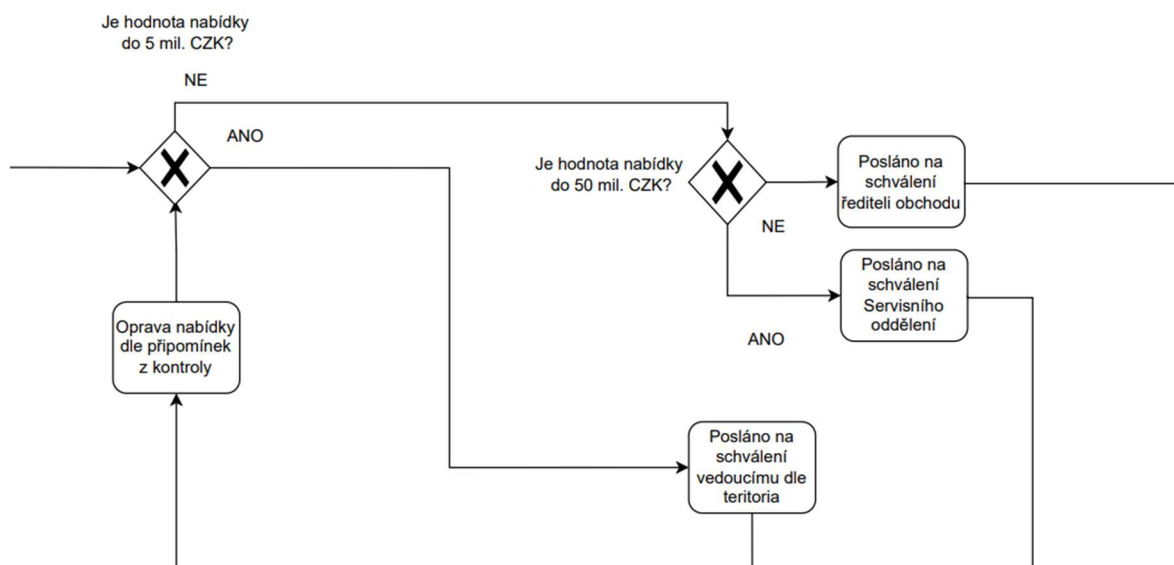 Je hodnota nabídky
do 5 mil. CZK?
NE
ANO
Je hodnota nabídky
do 50 mil. CZK?
Posláno na
schválení
řediteli obchodu
NE
Posláno na
schválení
Servisního
oddělení
ANO
Oprava nabídky
dle připomínek
z kontroly
Posláno na
schválení
vedoucímu dle
teritoria